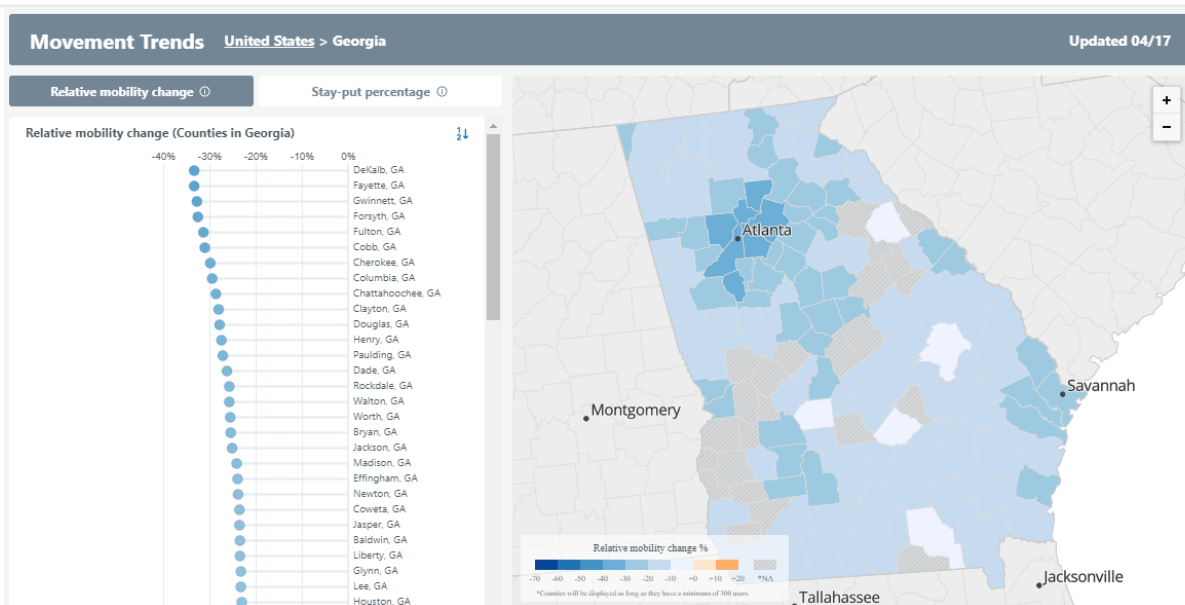 Movement Trends United States > Georgia Updated 04/17
Relative mobility change ⓘ Stay-put percentage ⓘ
Relative mobility change (Counties in Georgia)
-40% -30% -20% -10% 0%
DeKalb, GA
Fayette, GA
Gwinnett, GA
Forsyth, GA
Fulton, GA
Cobb, GA
Cherokee, GA
Columbia, GA
Chattahoochee, GA
Clayton, GA
Douglas, GA
Henry, GA
Paulding, GA
Dade, GA
Rockdale, GA
Walton, GA
Worth, GA
Bryan, GA
Jackson, GA
Madison, GA
Effingham, GA
Newton, GA
Coweta, GA
Jasper, GA
Baldwin, GA
Liberty, GA
Glynn, GA
Lee, GA
Houston, GA
+
−
Atlanta
Savannah
Montgomery
Jacksonville
Tallahassee
Relative mobility change %
-70 -60 -50 -40 -30 -20 -10 +0 +10 +20 *NA
*Counties will be displayed as long as they have a minimum of 300 users.